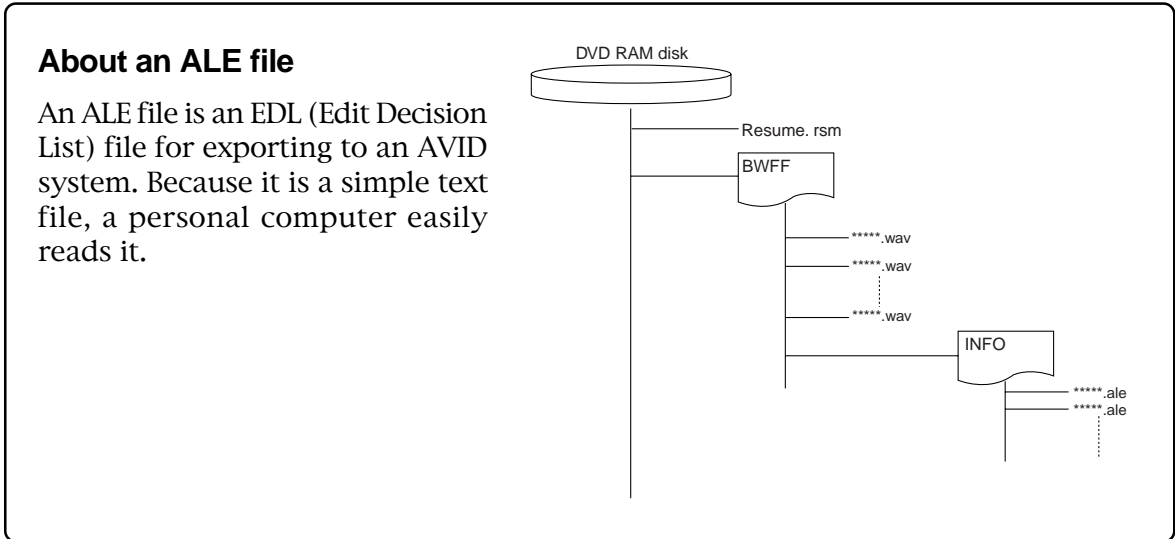 About an ALE file
An ALE file is an EDL (Edit Decision
List) file for exporting to an AVID
system. Because it is a simple text
file, a personal computer easily
reads it.
DVD RAM disk
Resume. rsm
BWFF
*****.wav
*****.wav
*****.wav
INFO
*****.ale
*****.ale